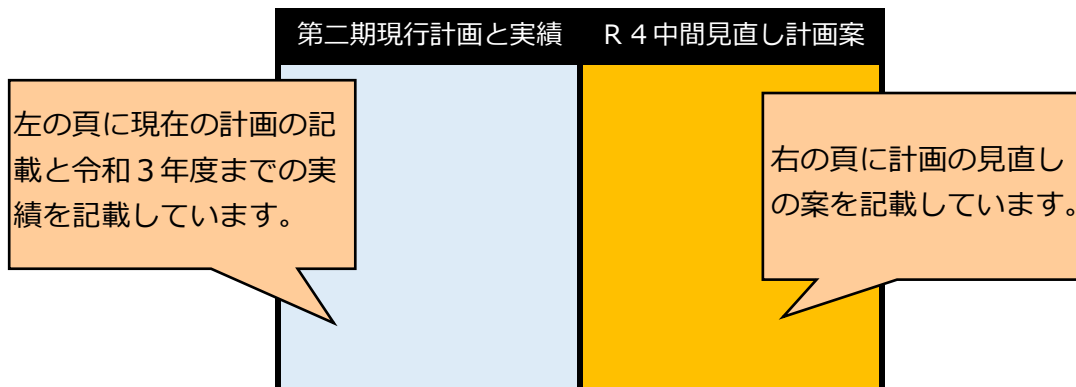 第二期現行計画と実績
Ｒ４中間見直し計画案
左の頁に現在の計画の記
載と令和３年度までの実
績を記載しています。
右の頁に計画の見直し
の案を記載しています。